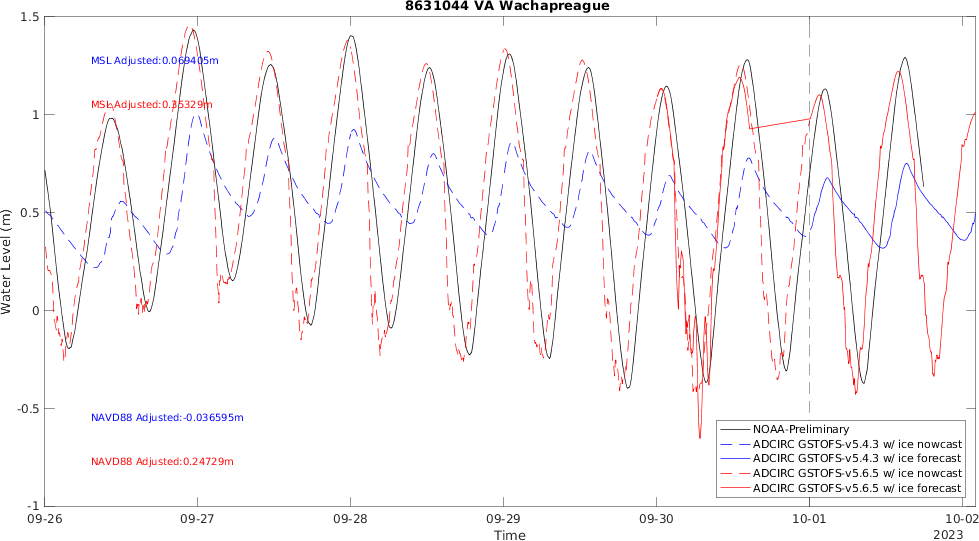 8631044 VA Wachapreague
1.5
1
0.5
0
-0.5
-1
Water Level (m)
MSL Adjusted:0.069405m
MSL Adjusted:0.35329m
NAVD88 Adjusted:-0.036595m
NAVD88 Adjusted:0.24729m
NOAA-Preliminary
ADCIRC GSTOFS-v5.4.3 w/ ice nowcast
ADCIRC GSTOFS-v5.4.3 w/ ice forecast
ADCIRC GSTOFS-v5.6.5 w/ ice nowcast
ADCIRC GSTOFS-v5.6.5 w/ ice forecast
09-26 09-27 09-28 09-29 09-30 10-01 10-02
Time
2023